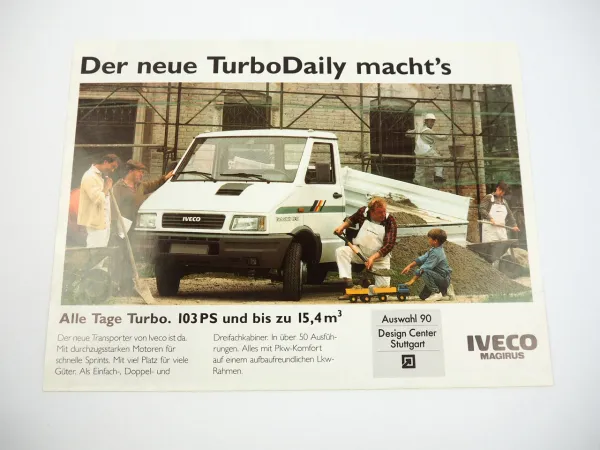 Der neue TurboDaily macht's
IVECO
Alle Tage Turbo. 103 PS und bis zu 15,4 m³
Der neue Transporter von Iveco ist da.
Mit durchzugsstarken Motoren für
schnelle Sprints. Mit viel Platz für viele
Güter. Als Einfach-, Doppel- und
Dreifachkabiner. In über 50 Ausfüh-
rungen. Alles mit Pkw-Komfort
auf einem aufbaufreundlichen Lkw-
Rahmen.
Auswahl 90
Design Center
Stuttgart
IVECO
MAGIRUS